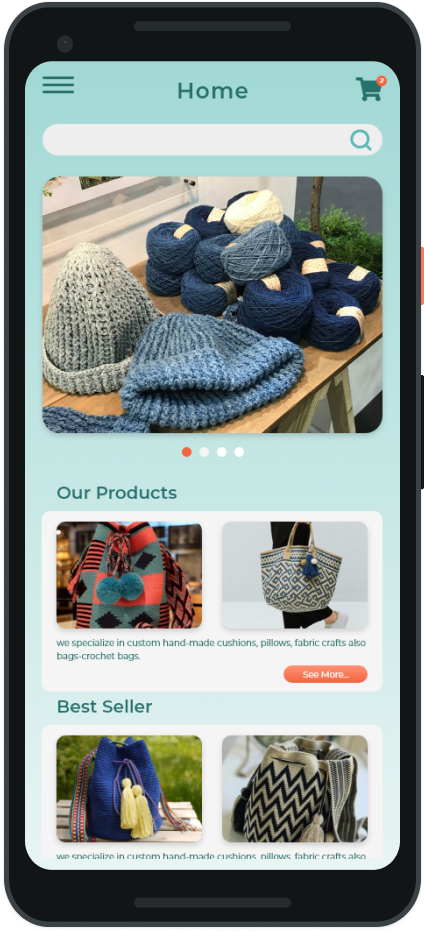 Home
2
Our Products
we specialize in custom hand-made cushions, pillows, fabric crafts also
bags-crochet bags.
See More...
Best Seller
we specialize in custom hand-made cushions, pillows, fabric crafts also